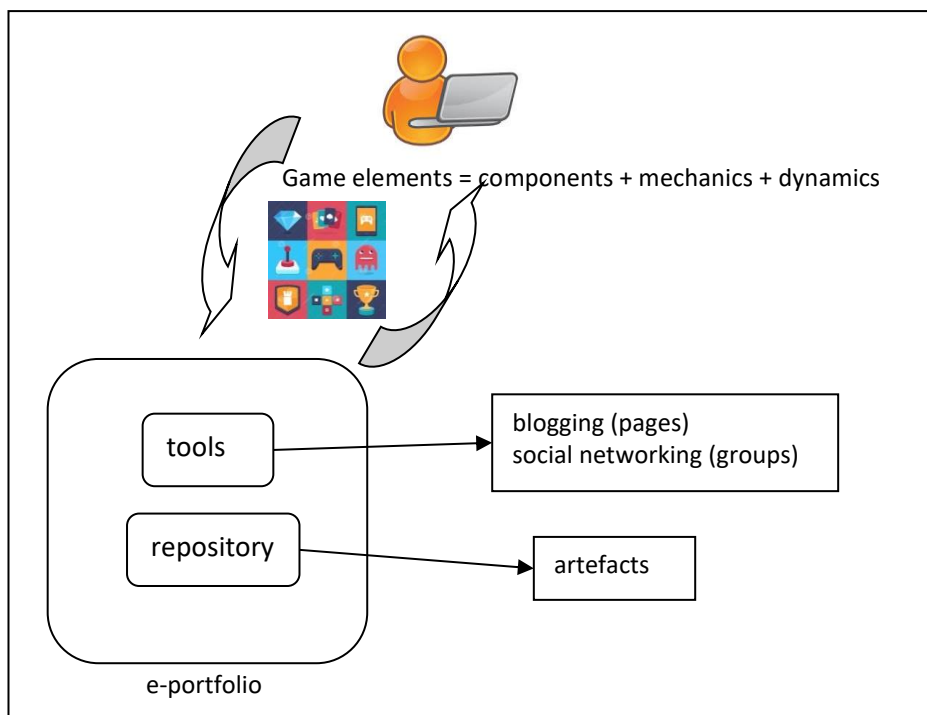 Game elements = components + mechanics + dynamics
tools
blogging (pages)
social networking (groups)
repository
artefacts
e-portfolio